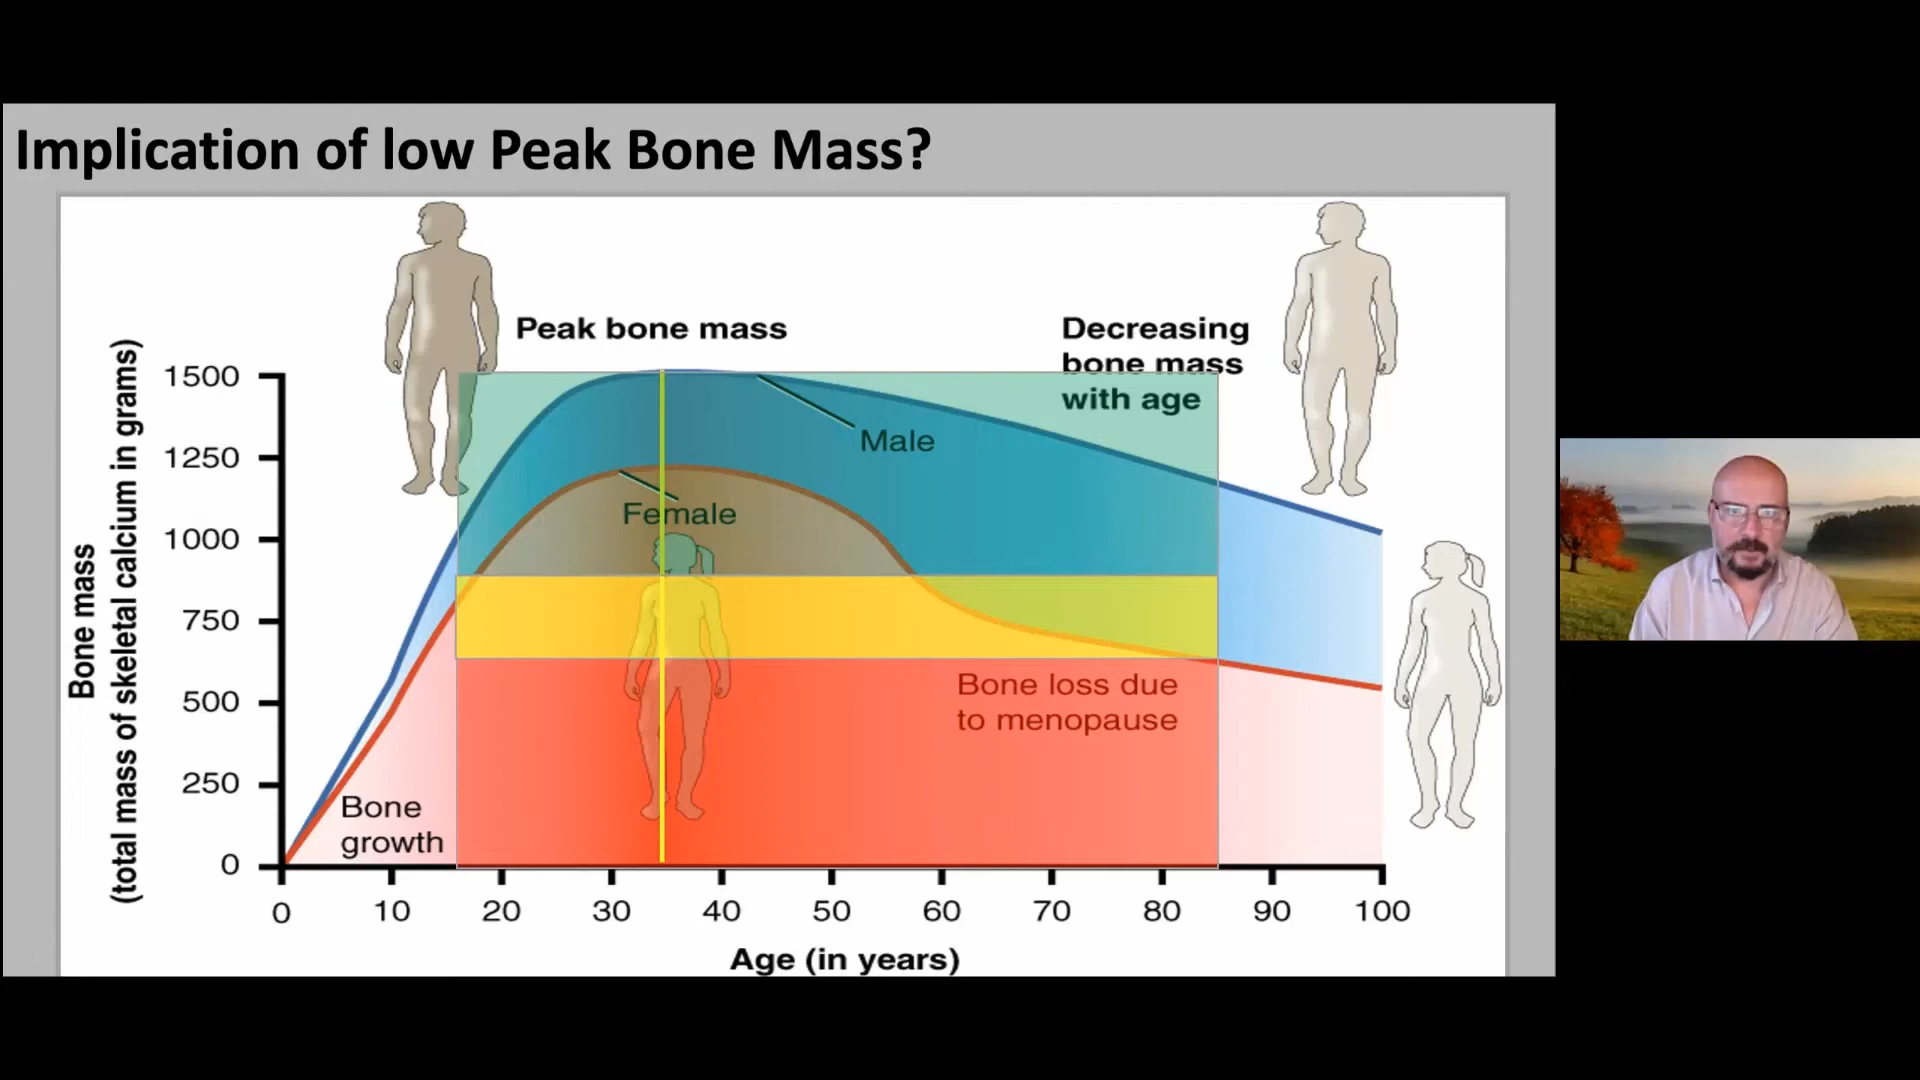 Implication of low Peak Bone Mass?
Peak bone mass
Decreasing
bone mass
with age
Male
Female
Bone loss due
to menopause
Bone
growth
Bone mass
(total mass of skeletal calcium in grams)
1500
1250
1000
750
500
250
0
0 10 20 30 40 50 60 70 80 90 100
Age (in years)